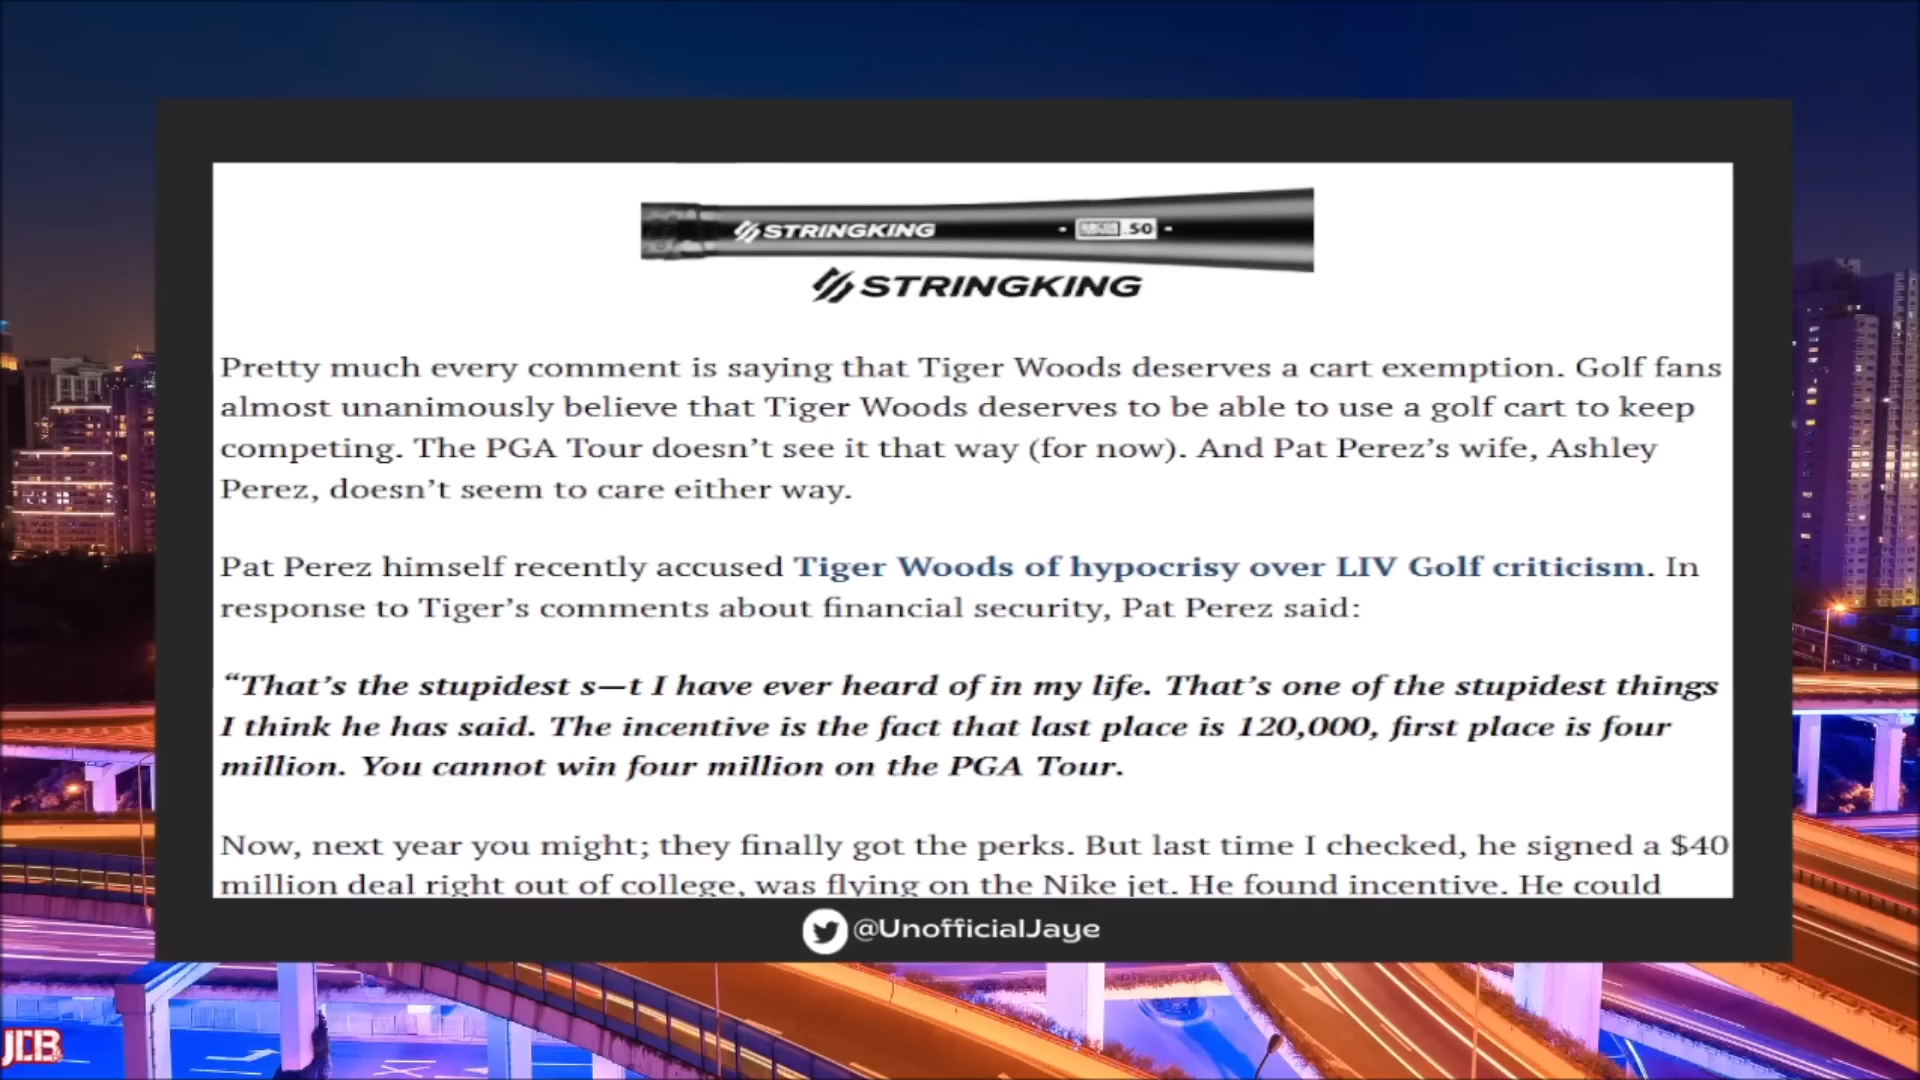 STRINGKING
.50
STRINGKING
Pretty much every comment is saying that Tiger Woods deserves a cart exemption. Golf fans
almost unanimously believe that Tiger Woods deserves to be able to use a golf cart to keep
competing. The PGA Tour doesn’t see it that way (for now). And Pat Perez’s wife, Ashley
Perez, doesn’t seem to care either way.
Pat Perez himself recently accused Tiger Woods of hypocrisy over LIV Golf criticism. In
response to Tiger’s comments about financial security, Pat Perez said:
“That’s the stupidest s—t I have ever heard of in my life. That’s one of the stupidest things
I think he has said. The incentive is the fact that last place is 120,000, first place is four
million. You cannot win four million on the PGA Tour.
Now, next year you might; they finally got the perks. But last time I checked, he signed a $40
million deal right out of college, was flying on the Nike jet. He found incentive. He could
@UnofficialJaye
JCB